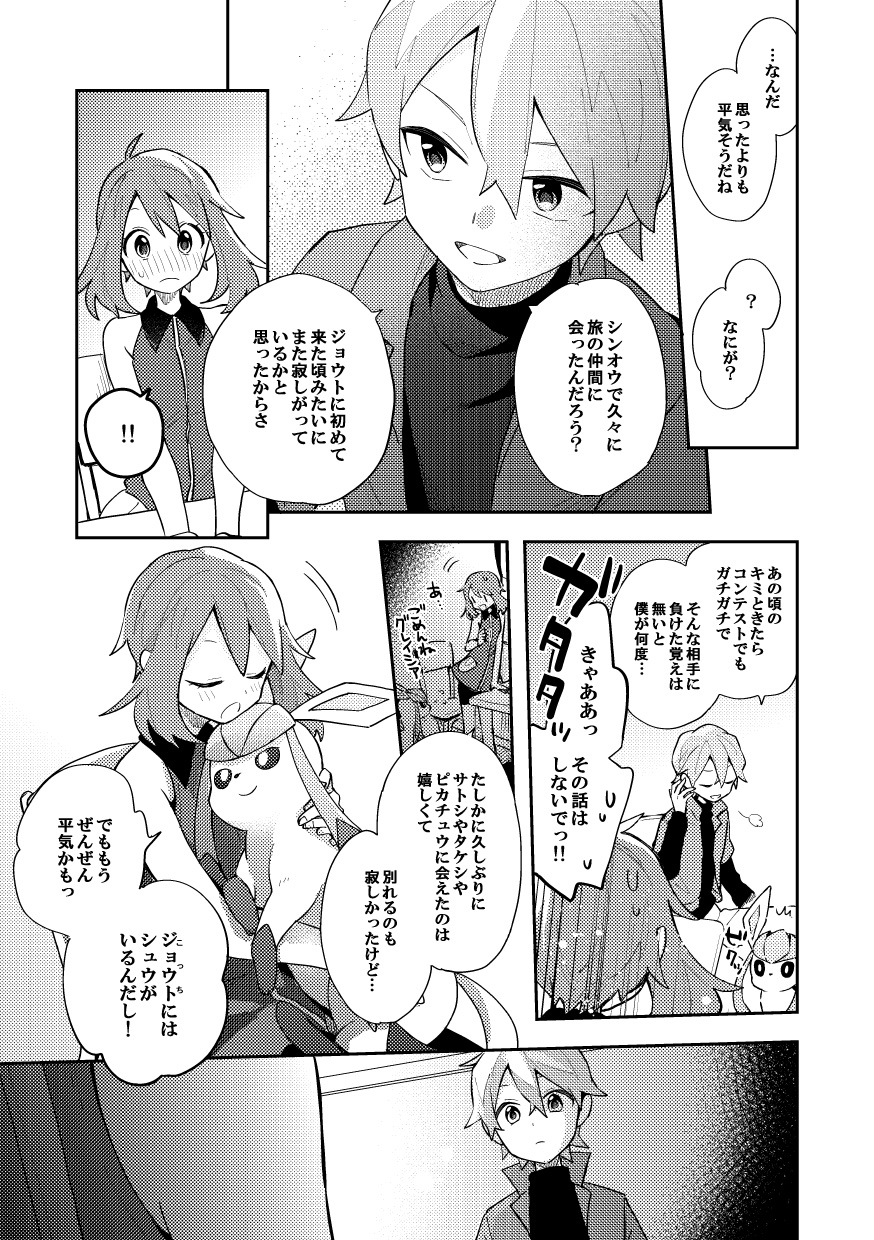 …なんだ
思ったよりも
平気そうだね
？
なにが？
シンオウで久々に
旅の仲間に
会ったんだろう？
ジョウトに初めて
来た頃みたいに
また寂しがって
いるかと
思ったからさ
!!
あの頃の
キミときたら
コンテストでも
ガチガチで
そんな相手に
負けた覚えは
無いと
僕が何度…
ガタタタッ
きゃああっ
その話は
しないでっ!!
ビクッ
あ…
ごめんね
グレイシア
たしかに久しぶりに
サトシやタケシや
ピカチュウに会えたのは
嬉しくて
別れるのも
寂しかったけど…
でももう
ぜんぜん
平気かもっ
ジョウトには
こっち
シュウが
いるんだし！